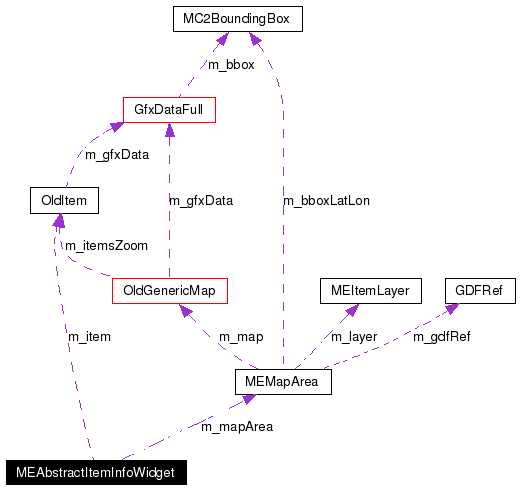 MC2BoundingBox
m_bbox
GfxDataFull
m_gfxData
OldItem
m_gfxData
m_bboxLatLon
m_itemsZoom
OldGenericMap
MEItemLayer
GDFRef
m_item
m_map
m_layer
m_gdfRef
MEMapArea
m_mapArea
MEAbstractItemInfoWidget